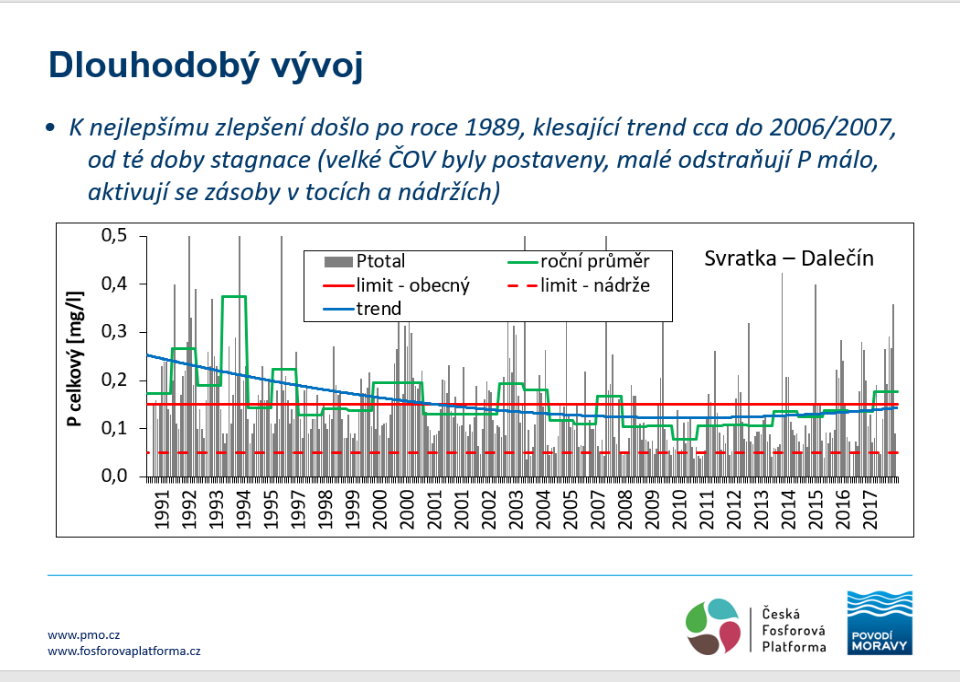 Dlouhodobý vývoj
• K nejlepšímu zlepšení došlo po roce 1989, klesající trend cca do 2006/2007,
od té doby stagnace (velké ČOV byly postaveny, malé odstraňují P málo,
aktivují se zásoby v tocích a nádržích)
Svratka – Dalečín
Ptotal
roční průměr
limit - obecný
limit - nádrže
trend
P celkový [mg/l]
0,5
0,4
0,3
0,2
0,1
0,0
1991
1992
1993
1994
1995
1997
1998
1999
2000
2000
2001
2001
2002
2003
2004
2005
2007
2008
2009
2010
2011
2012
2013
2014
2015
2016
2017
www.pmo.cz
www.fosforovaplatforma.cz
Česká
Fosforová
Platforma
POVODÍ
MORAVY